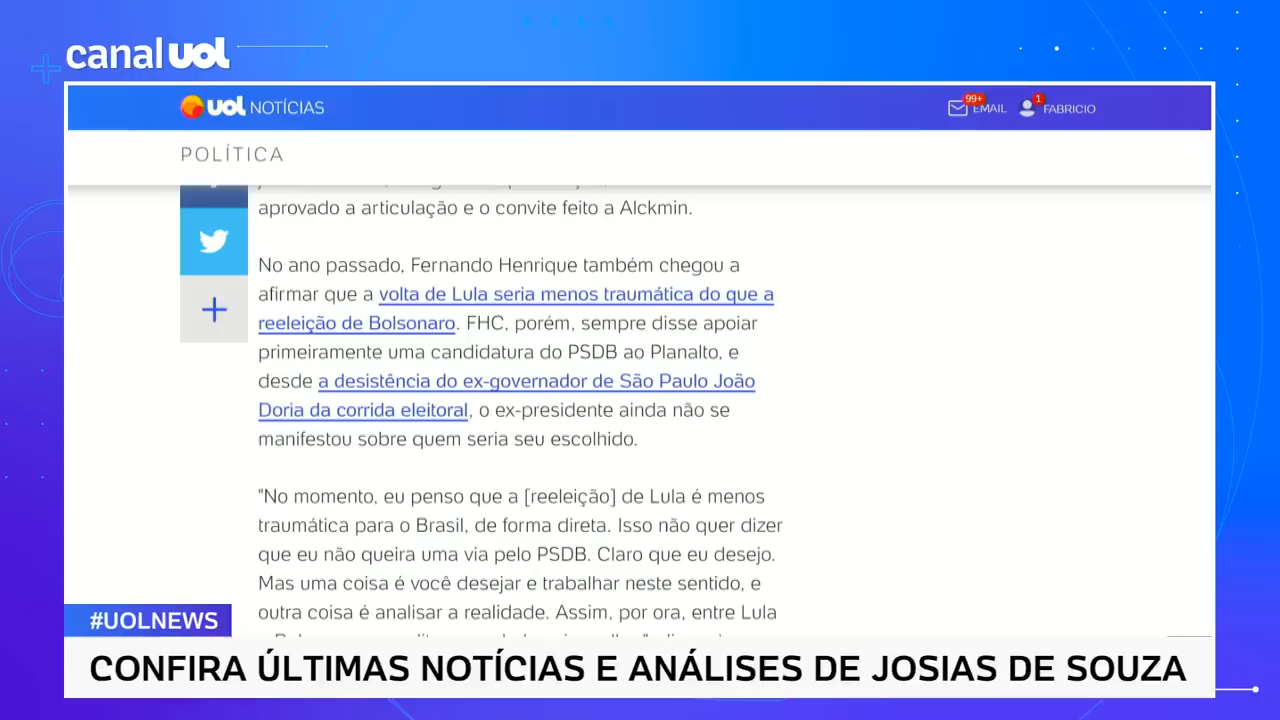 canal uol
uol NOTÍCIAS
99+ EMAIL 1 FABRICIO
POLÍTICA
aprovado a articulação e o convite feito a Alckmin.
No ano passado, Fernando Henrique também chegou a
afirmar que a volta de Lula seria menos traumática do que a
reeleição de Bolsonaro. FHC, porém, sempre disse apoiar
primeiramente uma candidatura do PSDB ao Planalto, e
desde a desistência do ex-governador de São Paulo João
Doria da corrida eleitoral, o ex-presidente ainda não se
manifestou sobre quem seria seu escolhido.
"No momento, eu penso que a [reeleição] de Lula é menos
traumática para o Brasil, de forma direta. Isso não quer dizer
que eu não queira uma via pelo PSDB. Claro que eu desejo.
Mas uma coisa é você desejar e trabalhar neste sentido, e
outra coisa é analisar a realidade. Assim, por ora, entre Lula
#UOLNEWS
CONFIRA ÚLTIMAS NOTÍCIAS E ANÁLISES DE JOSIAS DE SOUZA